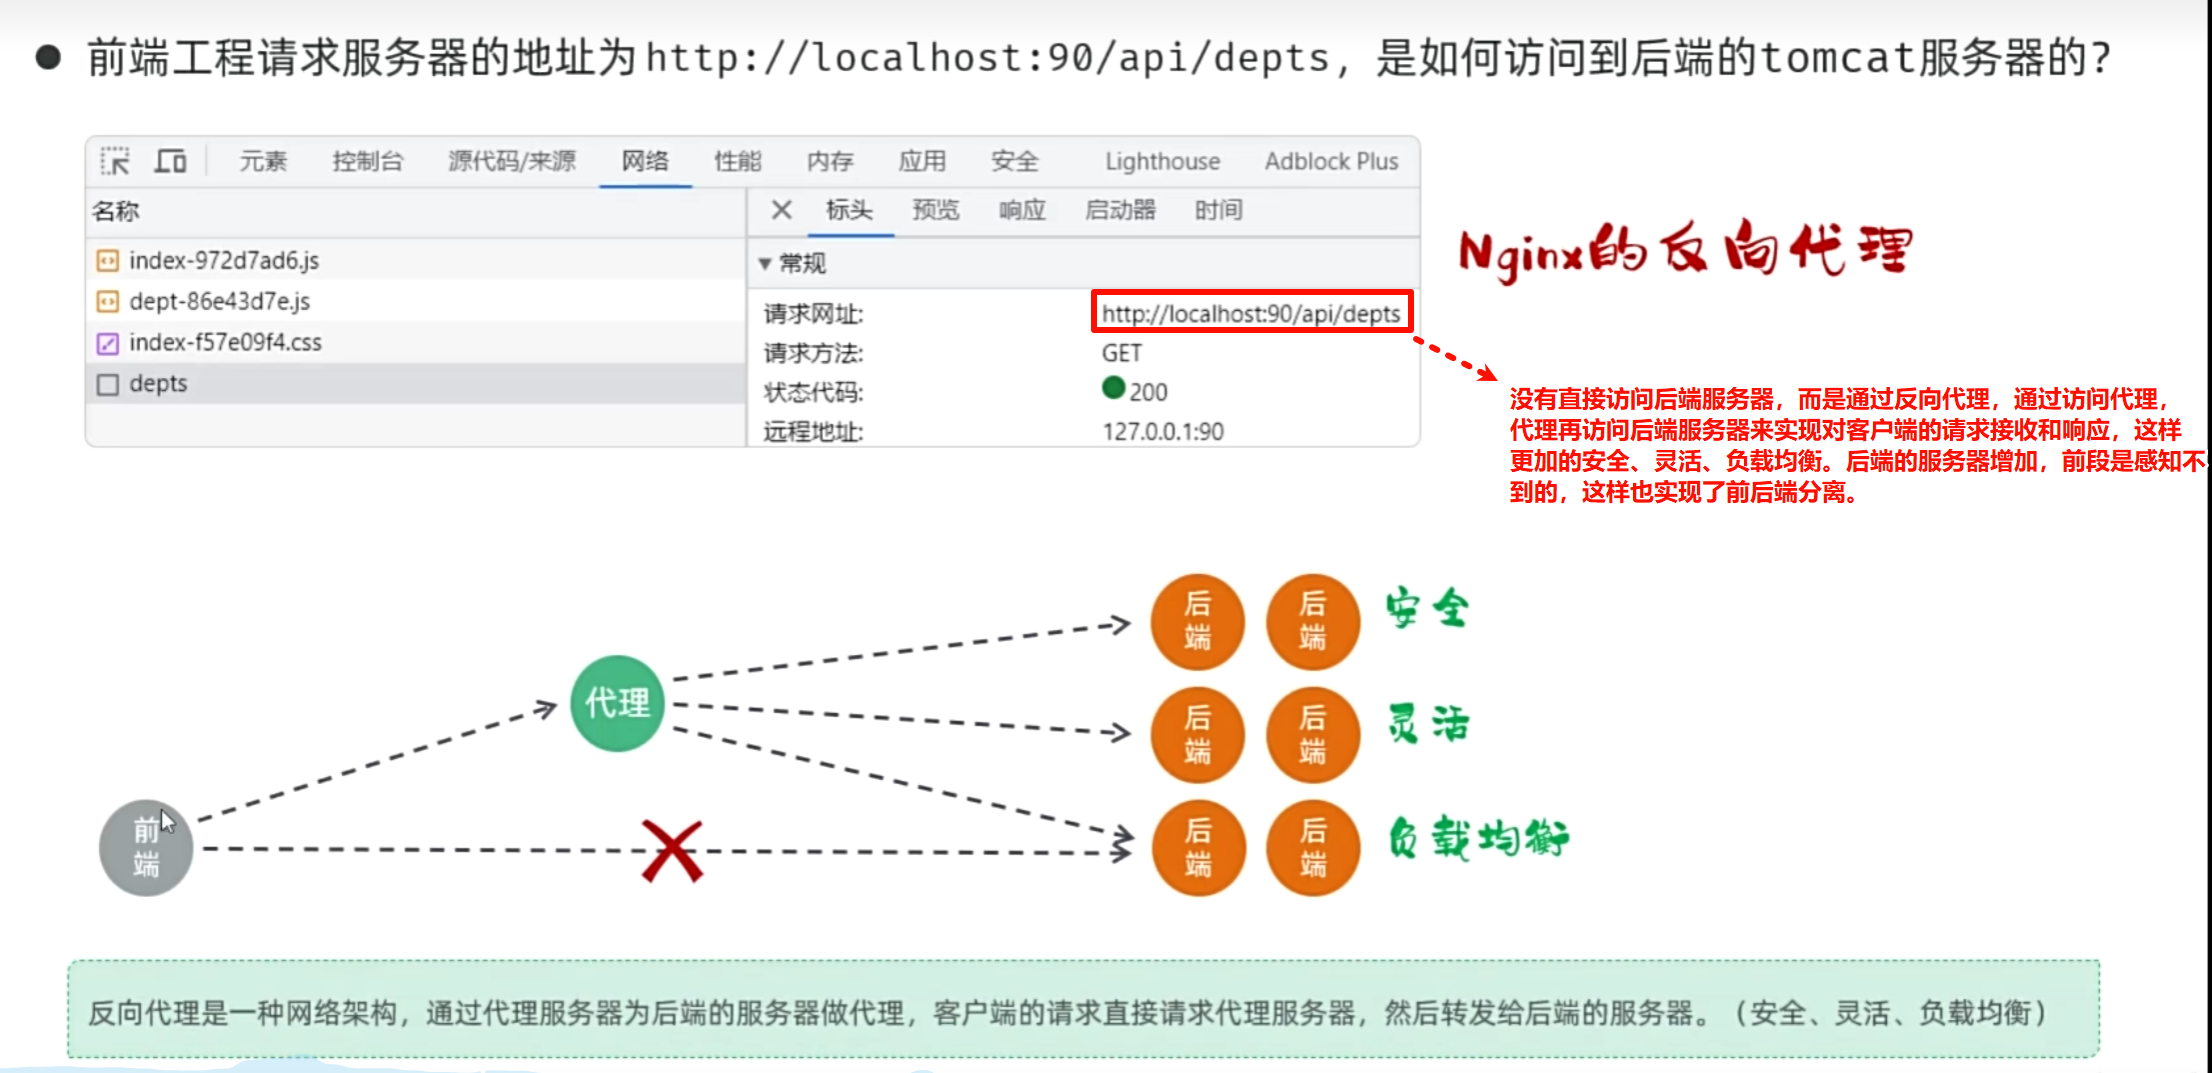 前端工程请求服务器的地址为http://localhost:90/api/depts，是如何访问到后端的tomcat服务器的？
元素 控制台 源代码/来源 网络 性能 内存 应用 安全 Lighthouse Adblock Plus
名称
标头 预览 响应 启动器 时间
index-972d7ad6.js
dept-86e43d7e.js
index-f57e09f4.css
depts
常规
请求网址: http://localhost:90/api/depts
请求方法: GET
状态代码: 200
远程地址: 127.0.0.1:90
Nginx的反向代理
没有直接访问后端服务器，而是通过反向代理，通过访问代理，
代理再访问后端服务器来实现对客户端的请求接收和响应，这样
更加的安全、灵活、负载均衡。后端的服务器增加，前段是感知不
到的，这样也实现了前后端分离。
后端 后端 安全
代理
后端 后端 灵活
前端
后端 后端 负载均衡
反向代理是一种网络架构，通过代理服务器为后端的服务器做代理，客户端的请求直接请求代理服务器，然后转发给后端的服务器。（安全、灵活、负载均衡）